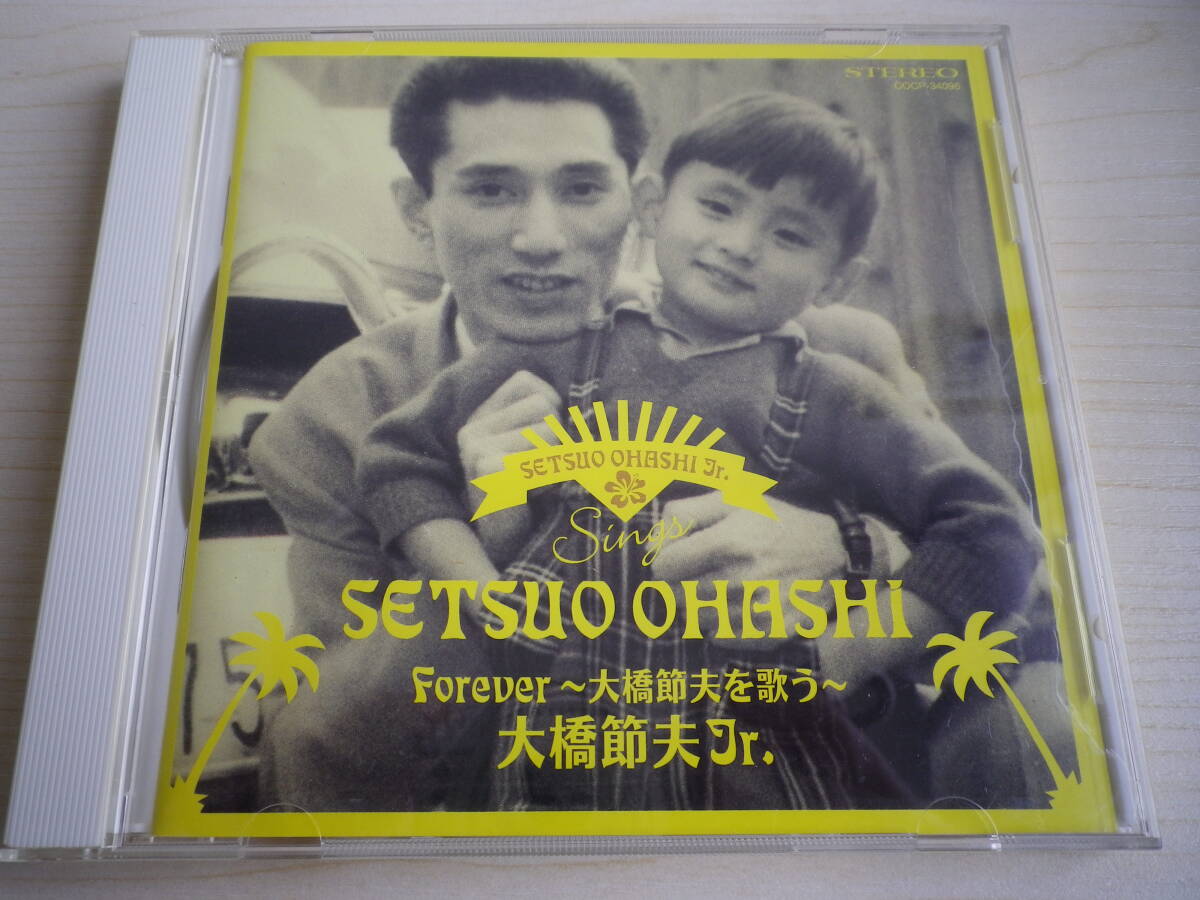 STEREO
COCP-34096
SETSUO OHASHI Jr.
Sings
SETSUO OHASHI
Forever ～大橋節夫を歌う～
大橋節夫Jr.
15